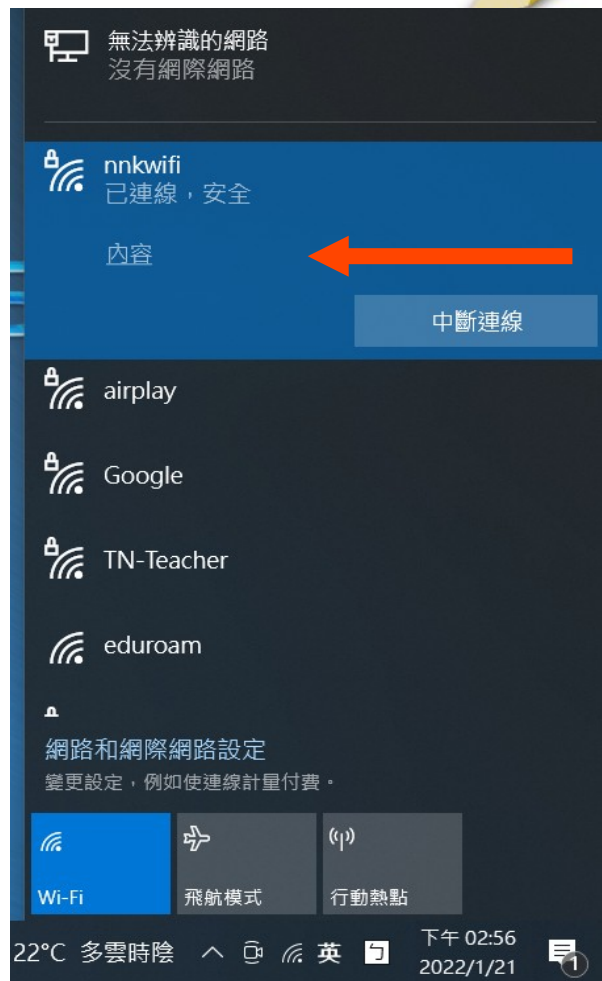 無法辨識的網路
沒有網際網路
nnkwifi
已連線，安全
內容
中斷連線
airplay
Google
TN-Teacher
eduroam
網路和網際網路設定
變更設定，例如使連線計量付費。
Wi-Fi
飛航模式
行動熱點
22°C 多雲時陰 英 ㄅ
下午 02:56
2022/1/21
1